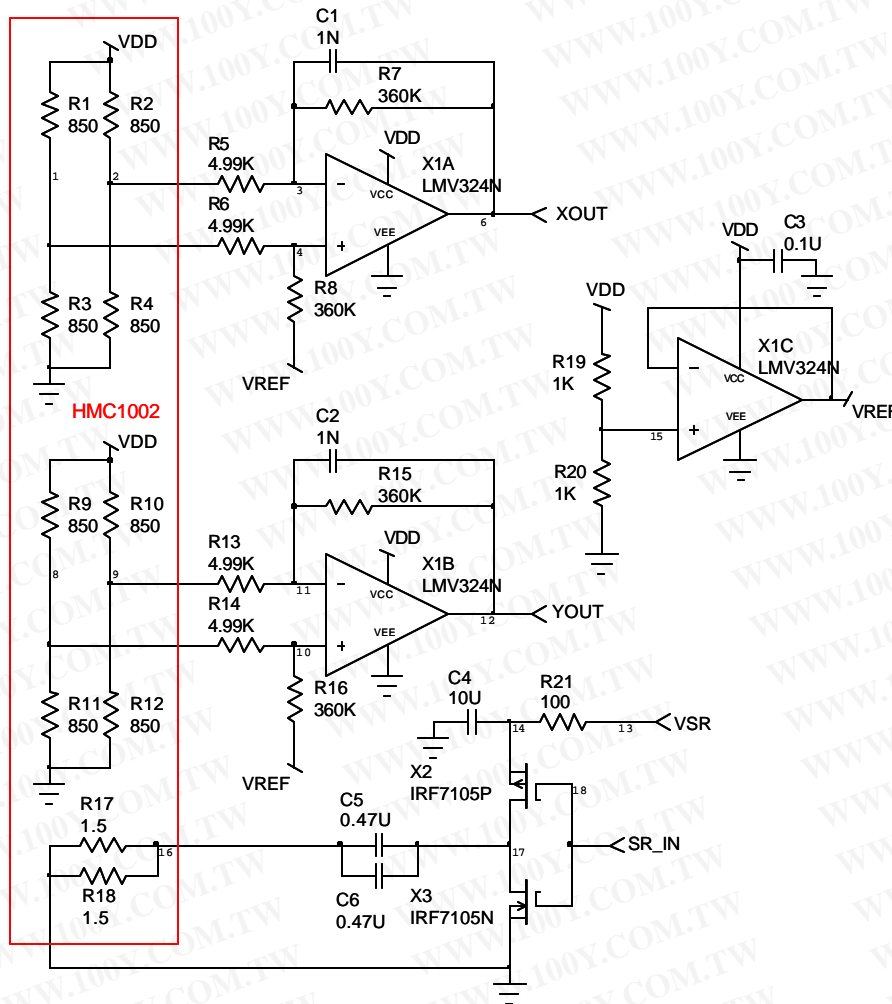 C1
1N
VDD
R7
360K
R1
850
R2
850
VDD
R5
4.99K
X1A
LMV324N
1
2
3
VCC
R6
4.99K
VEE
6
XOUT
4
C3
0.1U
VDD
R8
360K
R3
850
R4
850
VDD
R19
1K
X1C
LMV324N
VREF
VCC
HMC1002
C2
1N
VEE
VREF
15
VDD
R20
1K
R15
360K
R9
850
R10
850
VDD
R13
4.99K
X1B
LMV324N
8
9
11
VCC
R14
4.99K
VEE
12
YOUT
10
R16
360K
R11
850
R12
850
C4
10U
R21
100
14
13
VSR
VREF
X2
IRF7105P
18
R17
1.5
C5
0.47U
16
17
SR_IN
R18
1.5
C6
0.47U
X3
IRF7105N
WWW.100Y.COM.TW